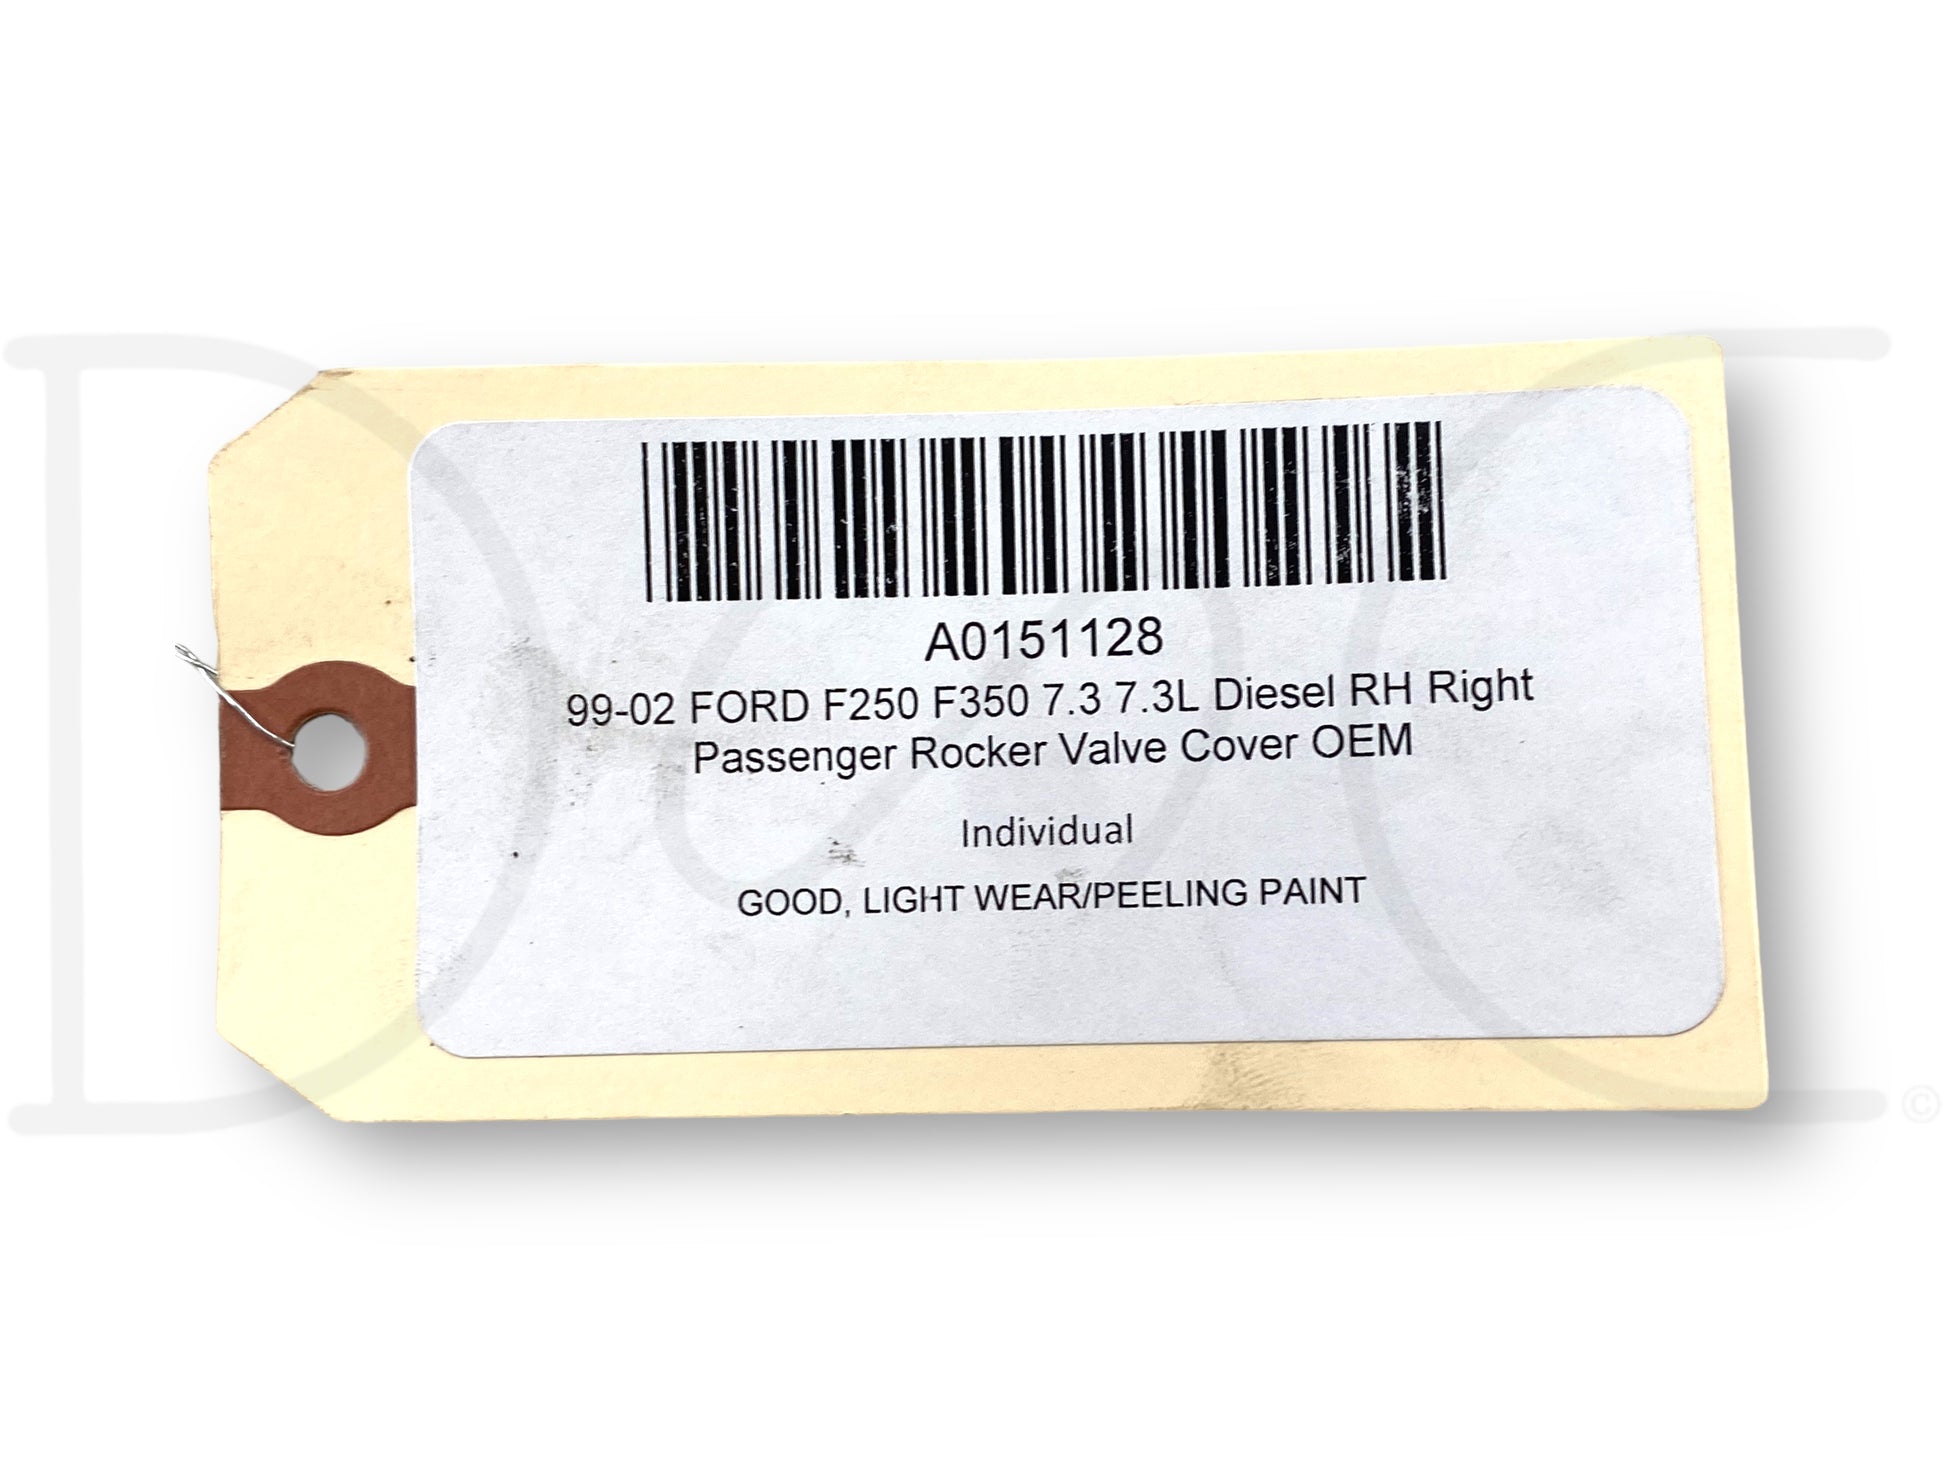 A0151128
99-02 FORD F250 F350 7.3 7.3L Diesel RH Right
Passenger Rocker Valve Cover OEM
Individual
GOOD, LIGHT WEAR/PEELING PAINT
©